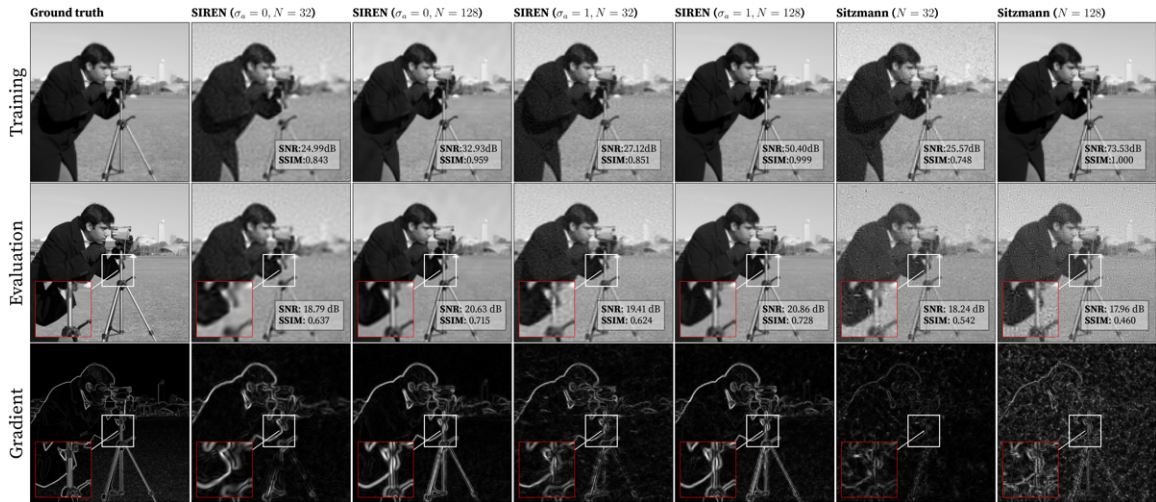 Ground truth
SIREN (σₐ = 0, N = 32)
SIREN (σₐ = 0, N = 128)
SIREN (σₐ = 1, N = 32)
SIREN (σₐ = 1, N = 128)
Sitzmann (N = 32)
Sitzmann (N = 128)
Training
SNR:24.99dB
SSIM:0.843
SNR:32.93dB
SSIM:0.959
SNR:27.12dB
SSIM:0.851
SNR:50.40dB
SSIM:0.999
SNR:25.57dB
SSIM:0.748
SNR:73.53dB
SSIM:1.000
Evaluation
SNR: 18.79 dB
SSIM: 0.637
SNR: 20.63 dB
SSIM: 0.715
SNR: 19.41 dB
SSIM: 0.624
SNR: 20.86 dB
SSIM: 0.728
SNR: 18.24 dB
SSIM: 0.542
SNR: 17.96 dB
SSIM: 0.460
Gradient